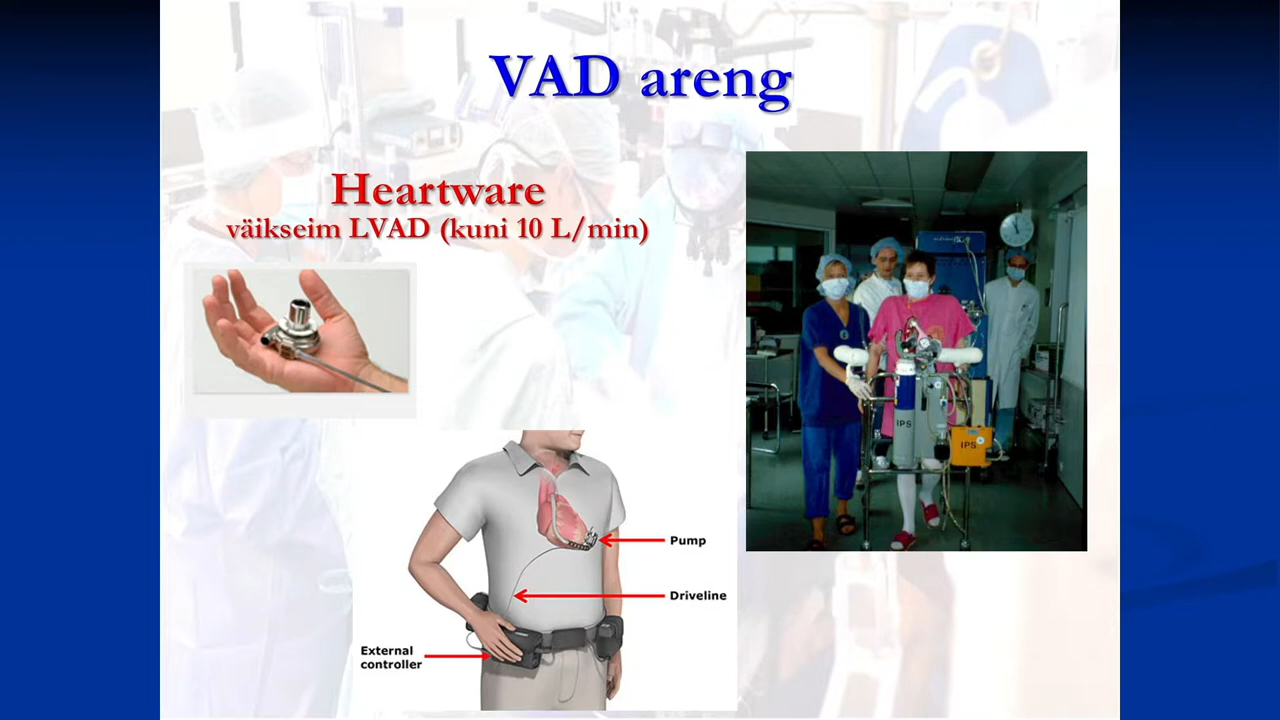 VAD areng
Heartware
väikseim LVAD (kuni 10 L/min)
IPS
IPS
Pump
Driveline
External
controller